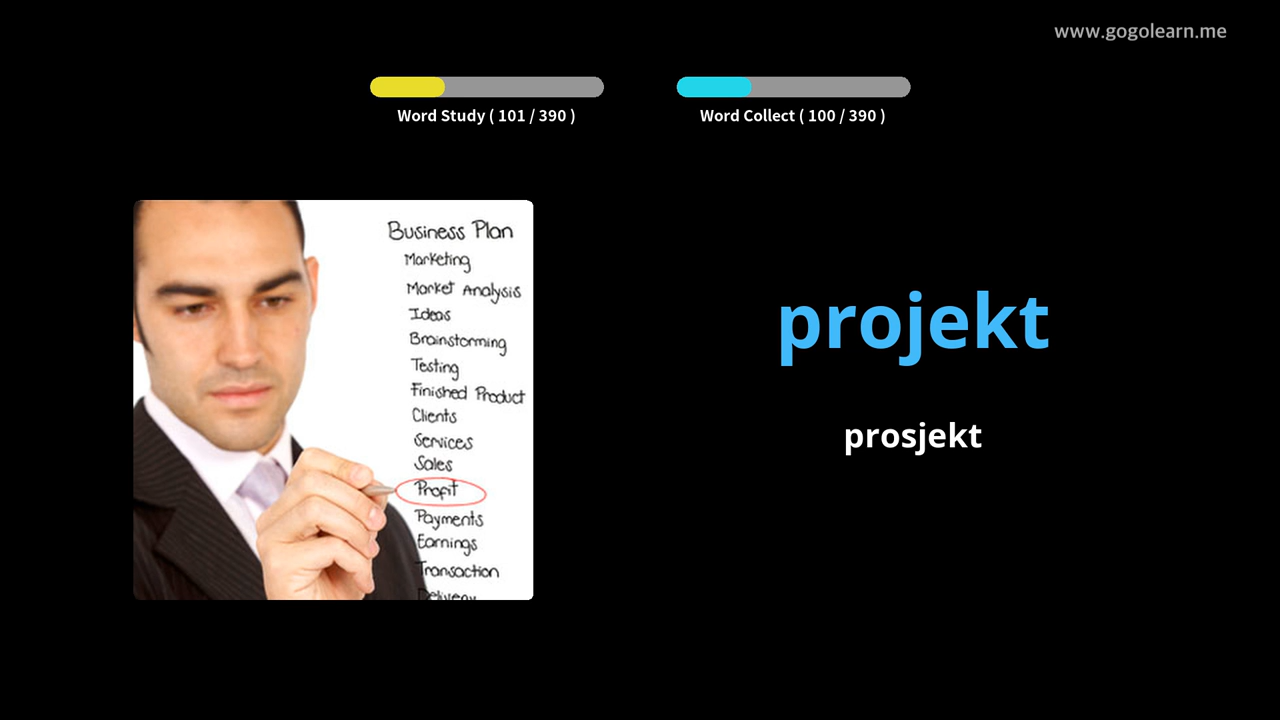 www.gogolearn.me
Word Study ( 101 / 390 )
Word Collect ( 100 / 390 )
Business Plan
Marketing
Market Analysis
Ideas
Brainstorming
Testing
Finished Product
Clients
Services
Sales
Profit
Payments
Earnings
Transaction
Delivery
projekt
prosjekt